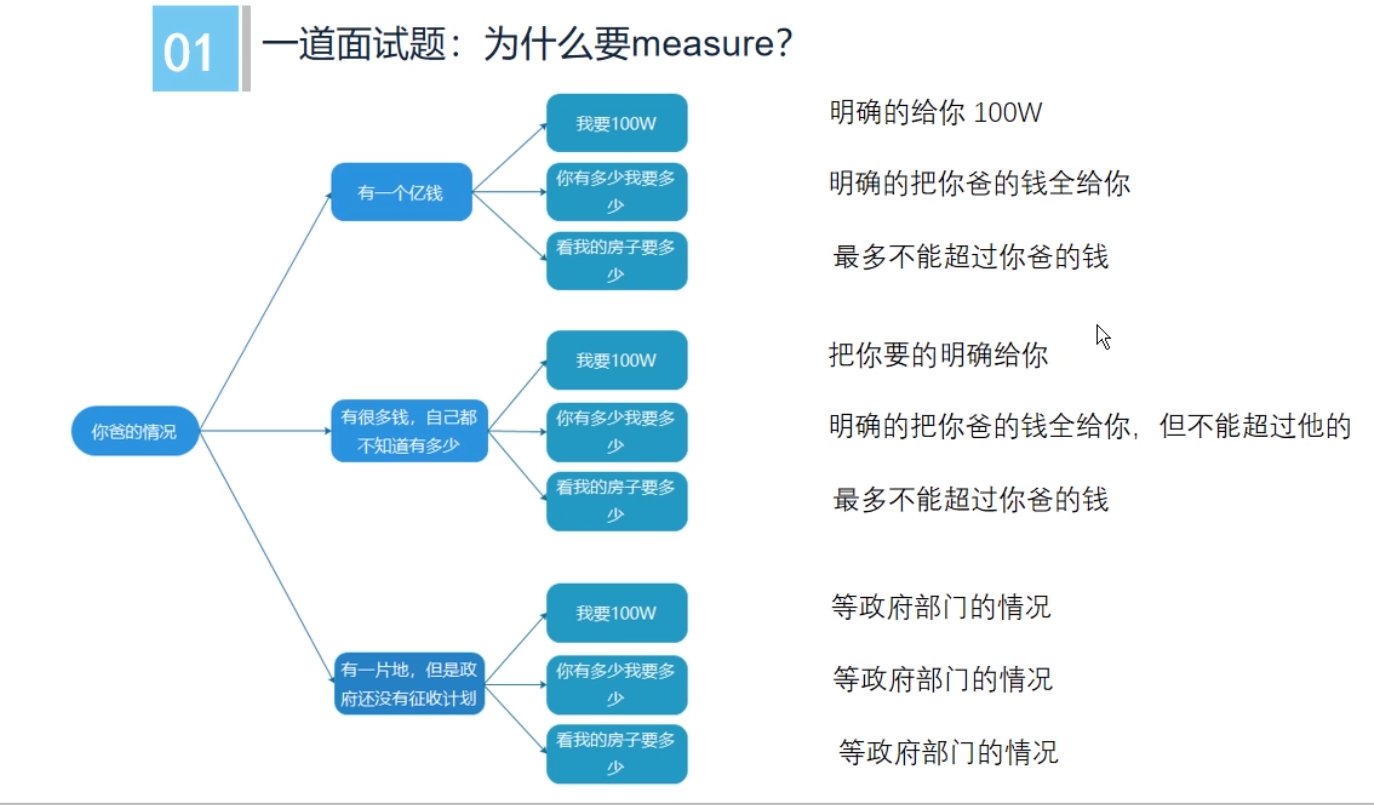 01
一道面试题：为什么要measure？
你爸的情况
有一个亿钱
我要100W
明确的给你 100W
你有多少我要多
少
明确的把你爸的钱全给你
看我的房子要多
少
最多不能超过你爸的钱
有很多钱，自己都
不知道有多少
我要100W
把你要的明确给你
你有多少我要多
少
明确的把你爸的钱全给你，但不能超过他的
看我的房子要多
少
最多不能超过你爸的钱
有一片地，但是政
府还没有征收计划
我要100W
等政府部门的情况
你有多少我要多
少
等政府部门的情况
看我的房子要多
少
等政府部门的情况